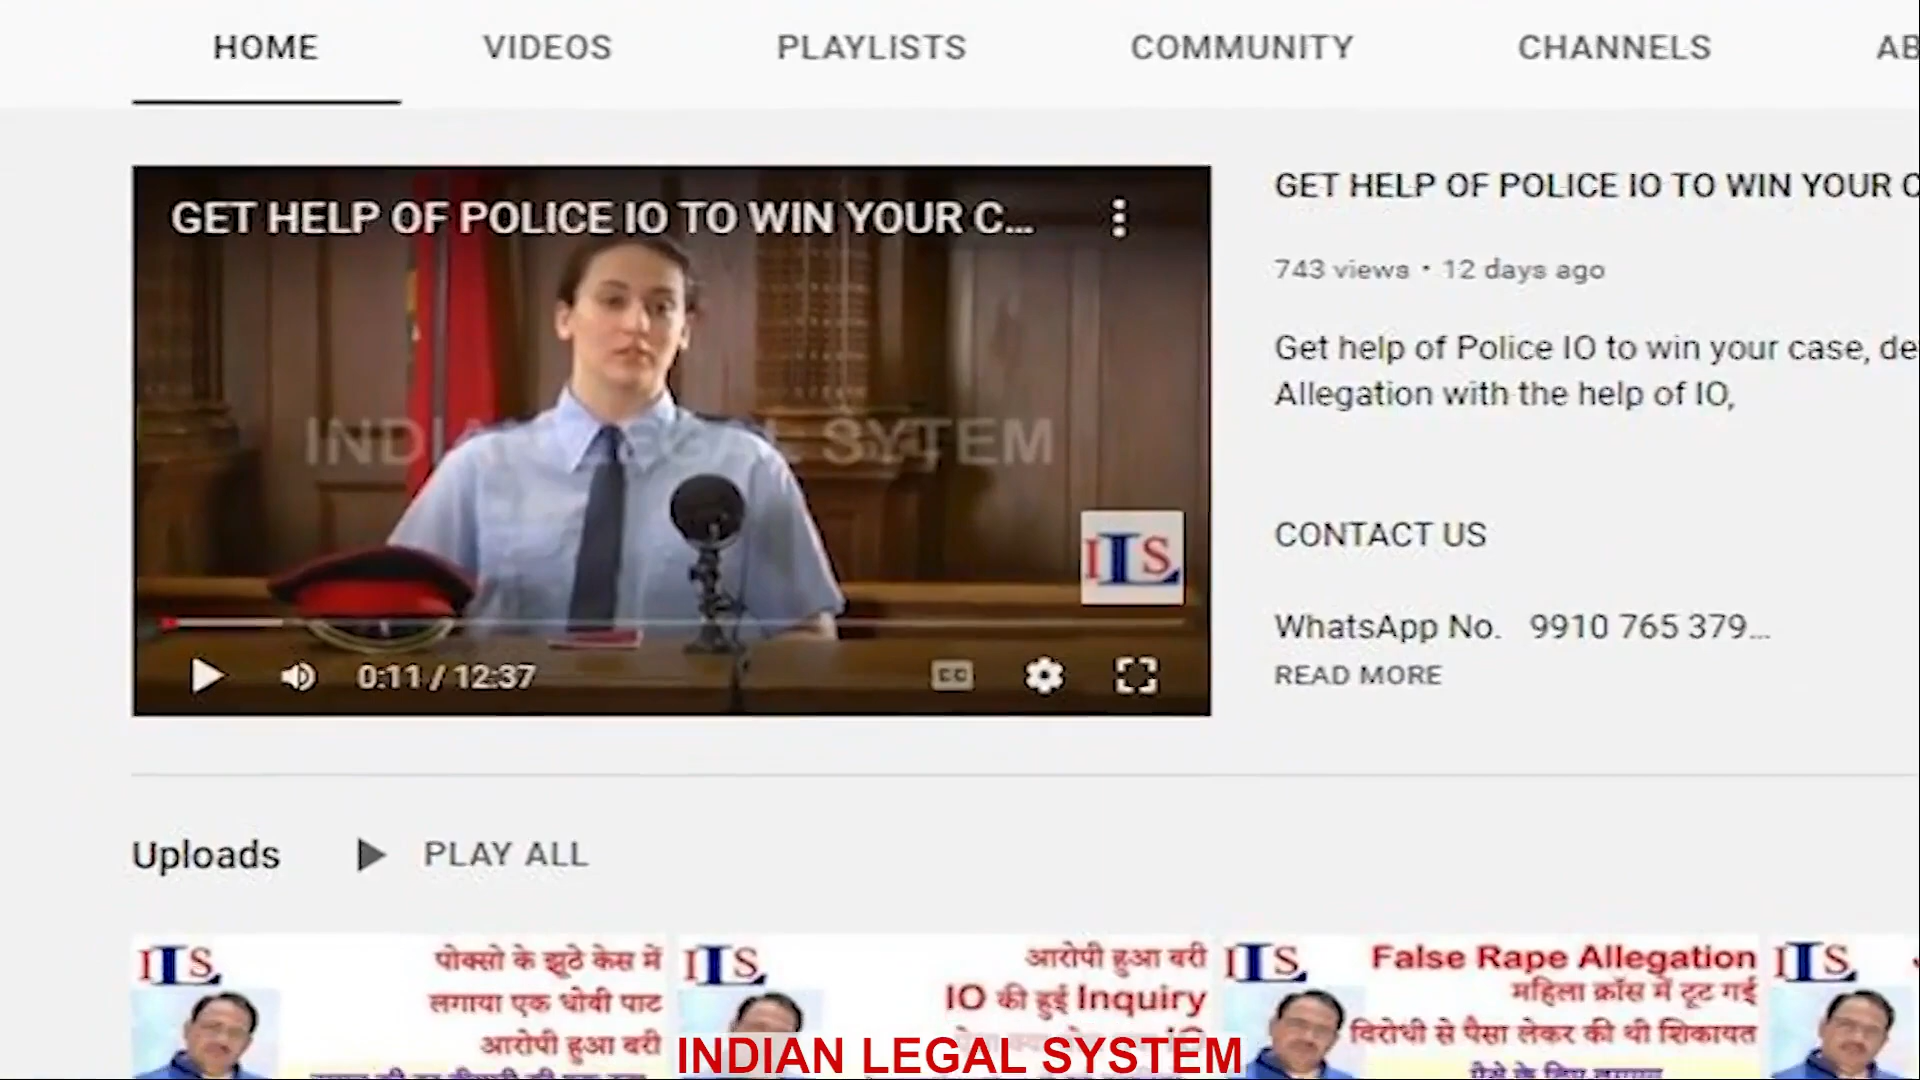 HOME VIDEOS PLAYLISTS COMMUNITY CHANNELS AB
GET HELP OF POLICE IO TO WIN YOUR C...
INDIAN LEGAL SYTEM
ILS
0:11 / 12:37
CC
GET HELP OF POLICE IO TO WIN YOUR C
743 views • 12 days ago
Get help of Police IO to win your case, de
Allegation with the help of IO,
CONTACT US
WhatsApp No. 9910 765 379...
READ MORE
Uploads PLAY ALL
ILS
पोक्सो के झूठे केस में
लगाया एक धोबी पाट
आरोपी हुआ बरी
ILS
आरोपी हुआ बरी
IO की हुई Inquiry
ILS
False Rape Allegation
महिला क्रॉस में टूट गई
विरोधी से पैसा लेकर की थी शिकायत
ILS
INDIAN LEGAL SYSTEM